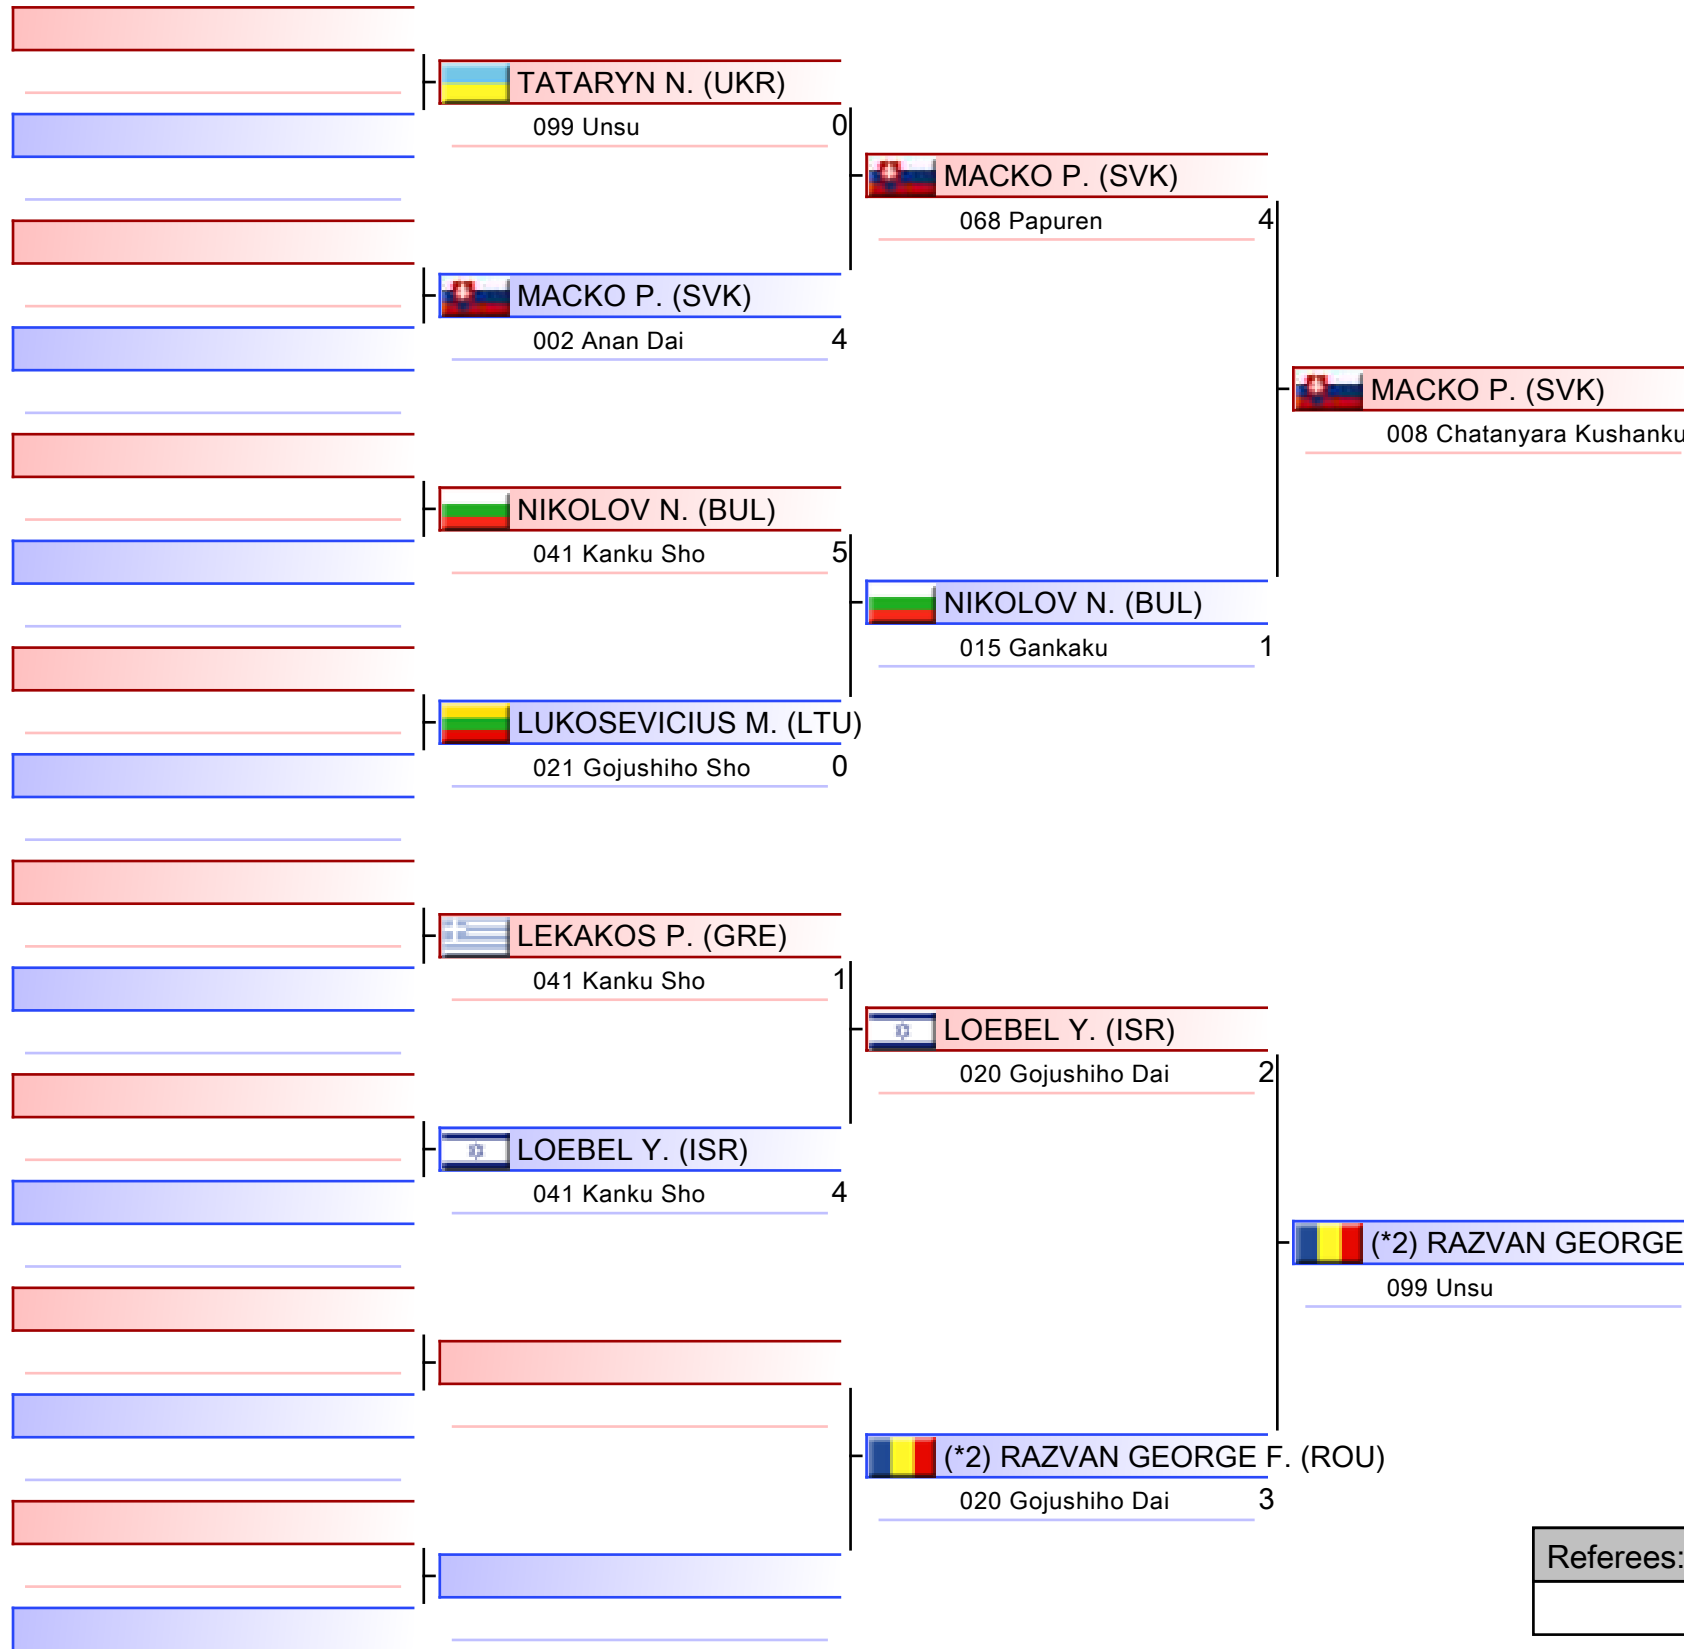 TATARYN N. (UKR)
099 Unsu 0
MACKO P. (SVK)
002 Anan Dai 4
NIKOLOV N. (BUL)
041 Kanku Sho 5
LUKOSEVICIUS M. (LTU)
021 Gojushiho Sho 0
LEKAKOS P. (GRE)
041 Kanku Sho 1
LOEBEL Y. (ISR)
041 Kanku Sho 4
MACKO P. (SVK)
068 Papuren 4
NIKOLOV N. (BUL)
015 Gankaku 1
LOEBEL Y. (ISR)
020 Gojushiho Dai 2
(*2) RAZVAN GEORGE F. (ROU)
020 Gojushiho Dai 3
MACKO P. (SVK)
008 Chatanyara Kushanku
(*2) RAZVAN GEORGE
099 Unsu
Referees: